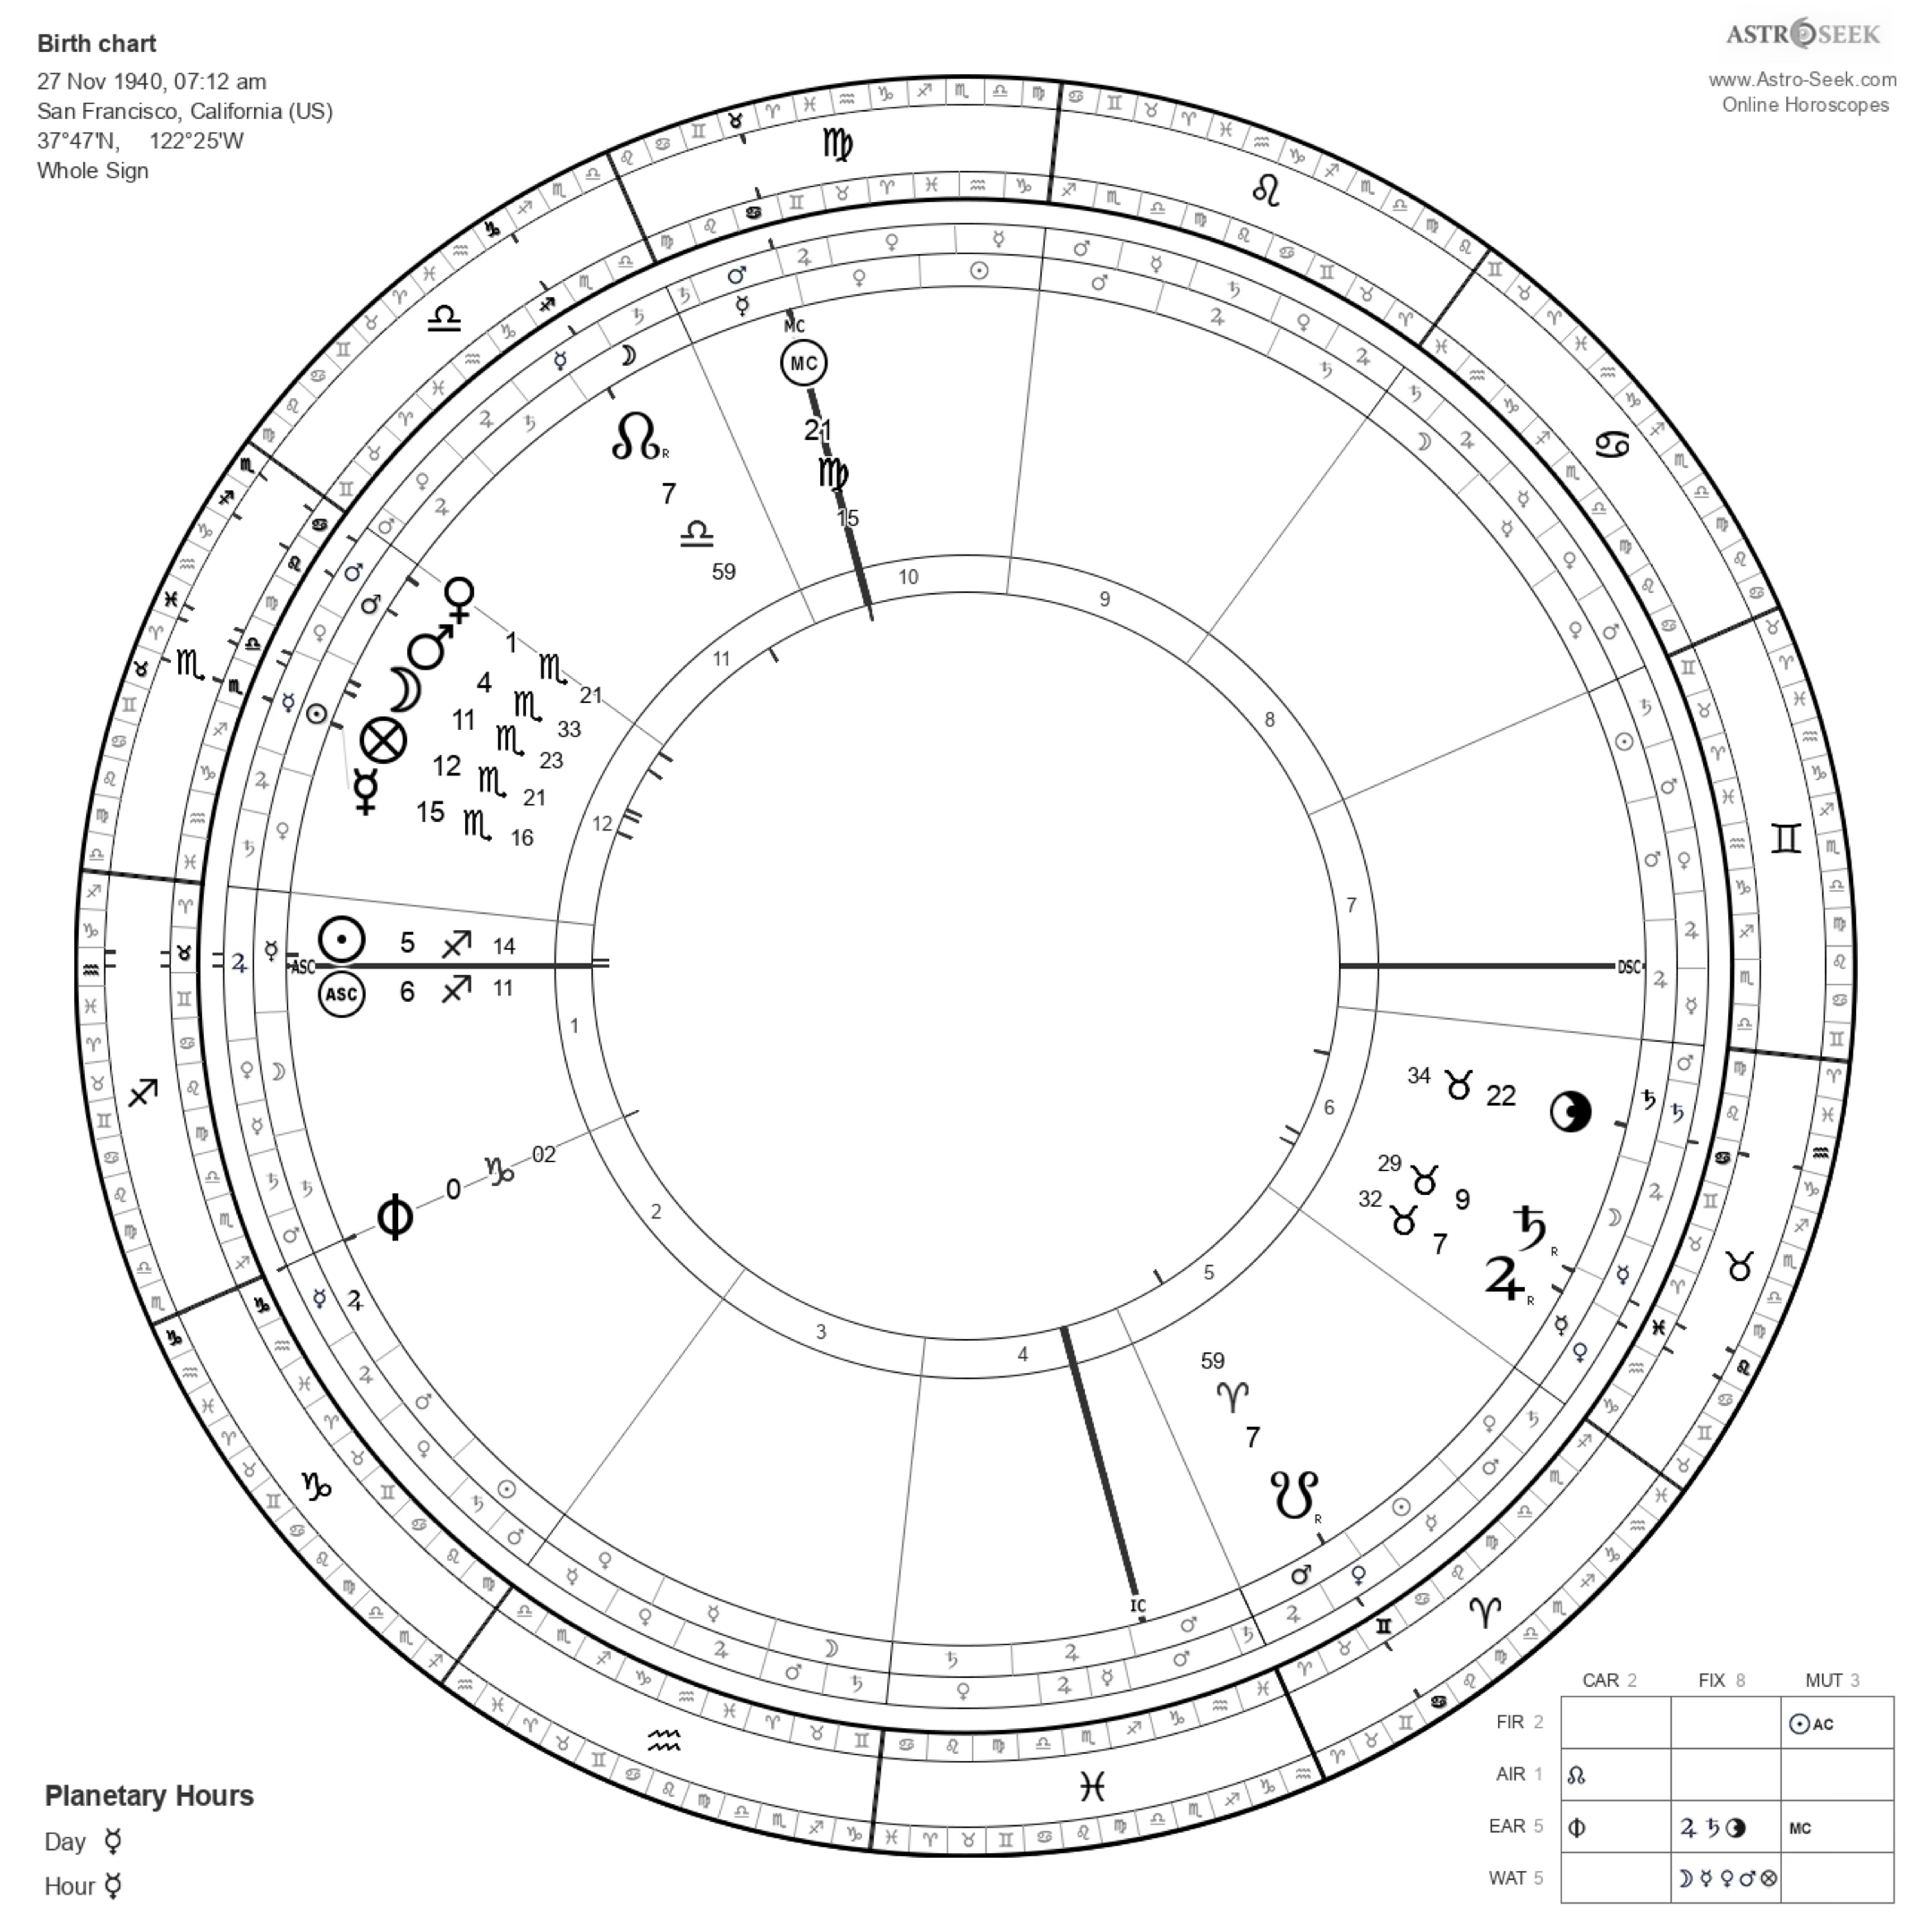 Birth chart
27 Nov 1940, 07:12 am
San Francisco, California (US)
37°47'N, 122°25'W
Whole Sign
ASTROSEEK
www.Astro-Seek.com
Online Horoscopes
MC
MC
21
♍
15
☊ R
7
♎
59
♀ 1 ♏ 21
♂ 4 ♏ 33
☽ 11 ♏ 23
⊗ 12 ♏ 21
☿ 15 ♏ 16
☉ 5 ♐ 14
ASC
ASC 6 ♐ 11
DSC
0 ♑ 02
34 ♉ 22
29 ♉ 9 ♄ R
32 ♉ 7 ♃ R
59
♈
7
☋ R
IC
1
2
3
4
5
6
7
8
9
10
11
12
Planetary Hours
Day ☿
Hour ☿
CAR 2 FIX 8 MUT 3
FIR 2 ☉ AC
AIR 1 ☊
EAR 5 ♃ ♄ MC
WAT 5 ☽ ☿ ♀ ♂ ⊗